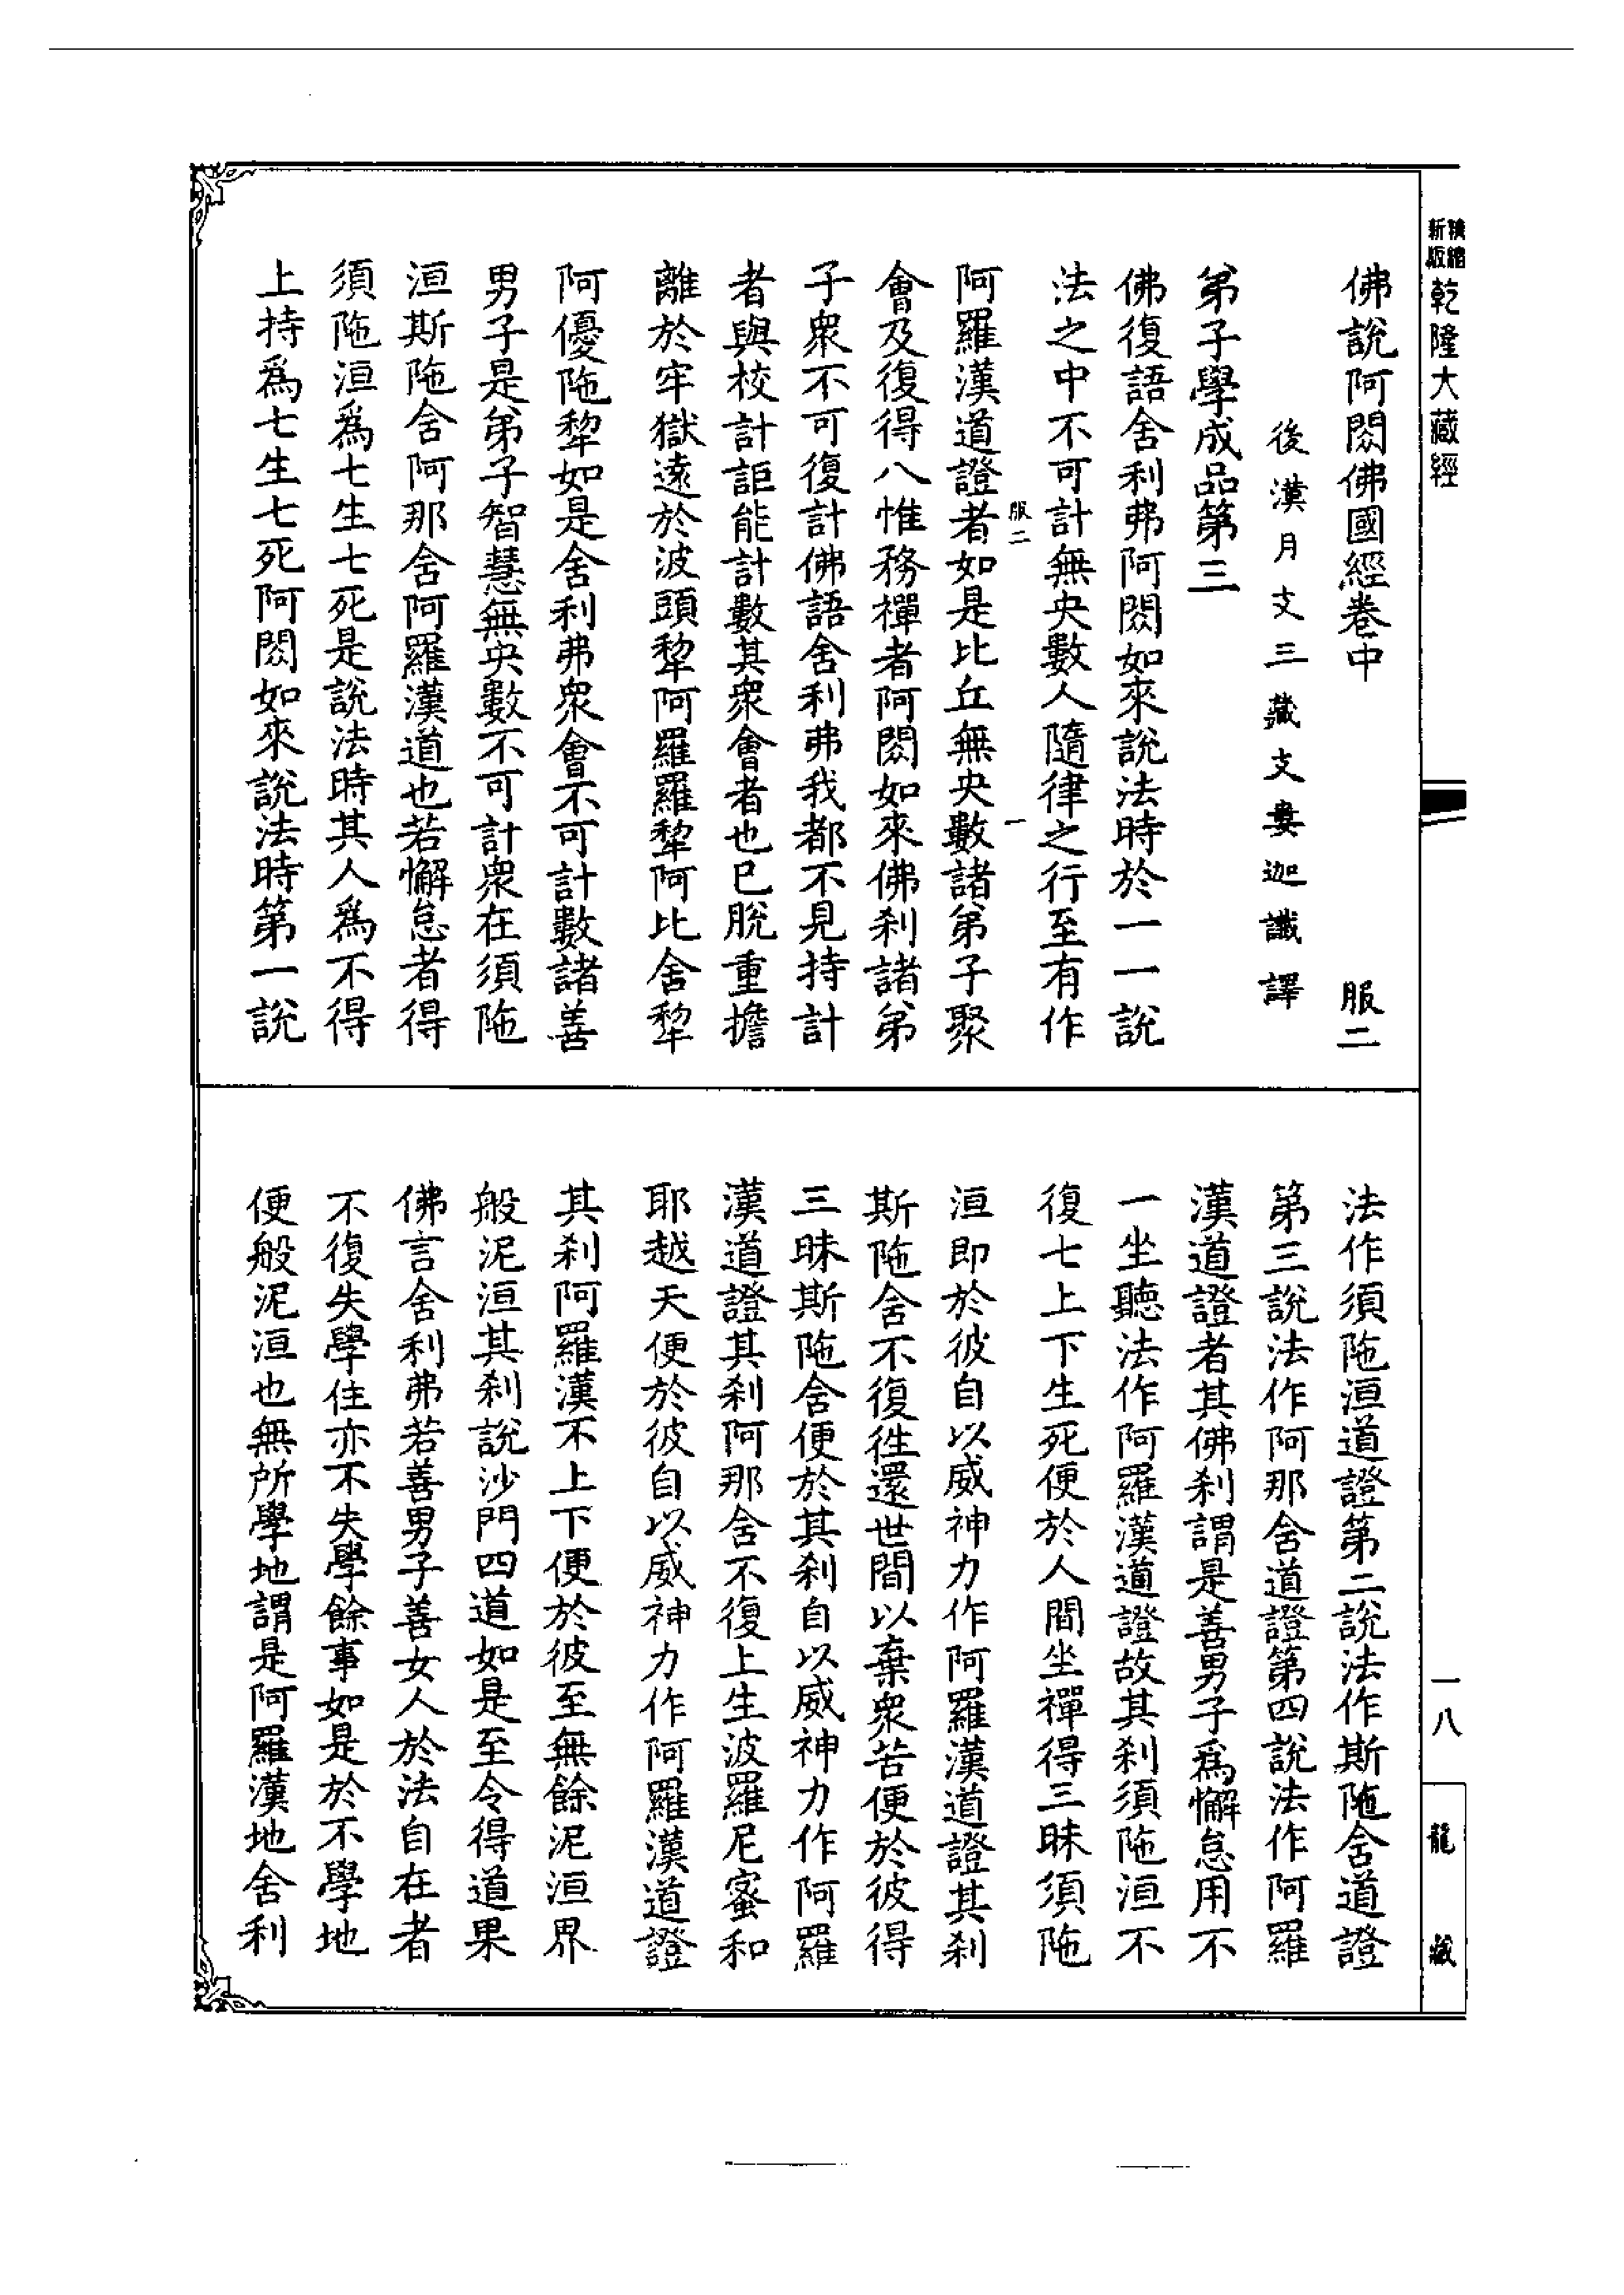 精縮
新版
乾隆大藏經
佛說阿閦佛國經卷中 服二
後漢月支三藏支婁迦讖譯
弟子學成品第三
佛復語舍利弗阿閦如來說法時於一一說
法之中不可計無央數人隨律之行至有作
服二 一
阿羅漢道證者如是比丘無央數諸弟子聚
會及復得八惟務禪者阿閦如來佛刹諸弟
子衆不可復計佛語舍利弗我都不見持計
者與校計詎能計數其衆會者也已脫重擔
離於牢獄遠於波頭犂阿羅羅犂阿比舍犂
阿優陁犂如是舍利弗衆會不可計數諸善
男子是弟子智慧無央數不可計衆在須陁
洹斯陁舍阿那舍阿羅漢道也若懈怠者得
須陁洹爲七生七死是說法時其人爲不得
上持爲七生七死阿閦如來說法時第一說
法作須陁洹道證第二說法作斯陁舍道證
第三說法作阿那舍道證第四說法作阿羅
漢道證者其佛刹謂是善男子爲懈怠用不
一坐聽法作阿羅漢道證故其刹須陁洹不
復七上下生死便於人間坐禪得三昧須陁
洹即於彼自以威神力作阿羅漢道證其刹
斯陁舍不復徃還世間以棄衆苦便於彼得
三昧斯陁舍便於其刹自以威神力作阿羅
漢道證其刹阿那舍不復上生波羅尼蜜和
耶越天便於彼自以威神力作阿羅漢道證
其刹阿羅漢不上下便於彼至無餘泥洹界
般泥洹其刹說沙門四道如是至令得道果
佛言舍利弗若善男子善女人於法自在者
不復失學住亦不失學餘事如是於不學地
便般泥洹也無所學地謂是阿羅漢地舍利
一八
龍藏